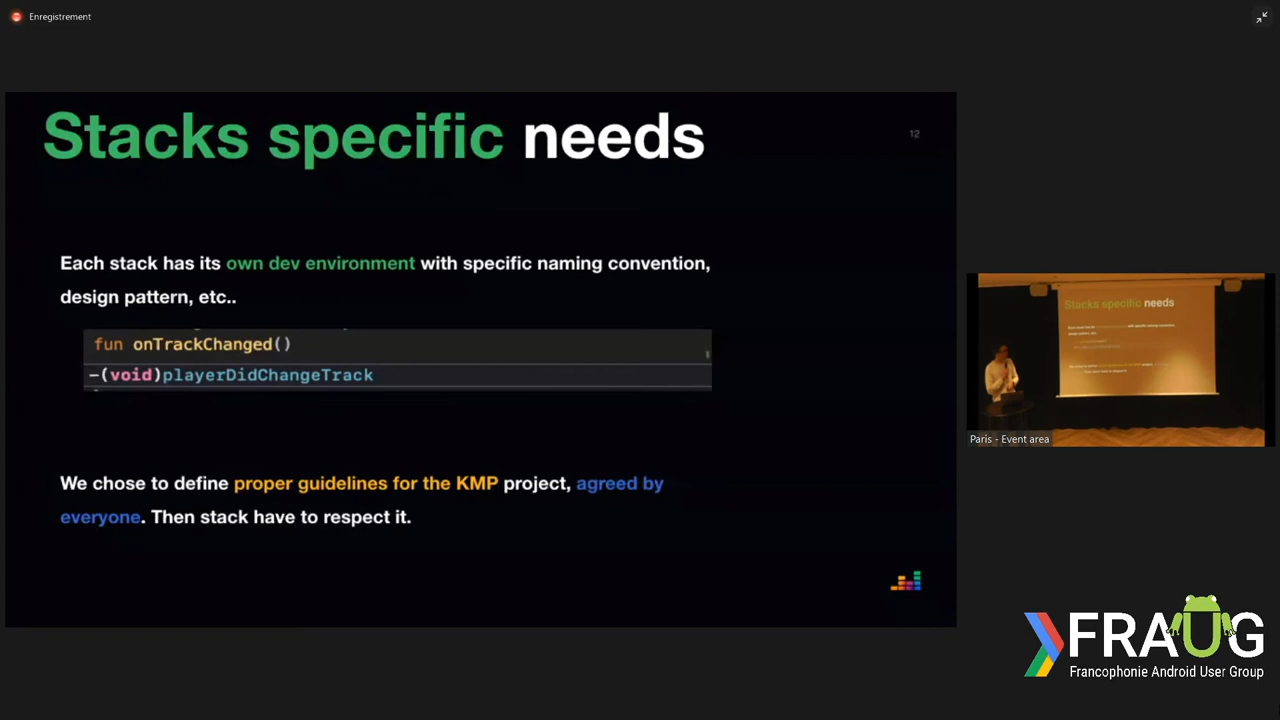 Enregistrement
Stacks specific needs
12
Each stack has its own dev environment with specific naming convention,
design pattern, etc..
fun onTrackChanged()
−(void)playerDidChangeTrack
We chose to define proper guidelines for the KMP project, agreed by
everyone. Then stack have to respect it.
Stacks specific needs
Paris - Event area
FRAUG
Francophonie Android User Group